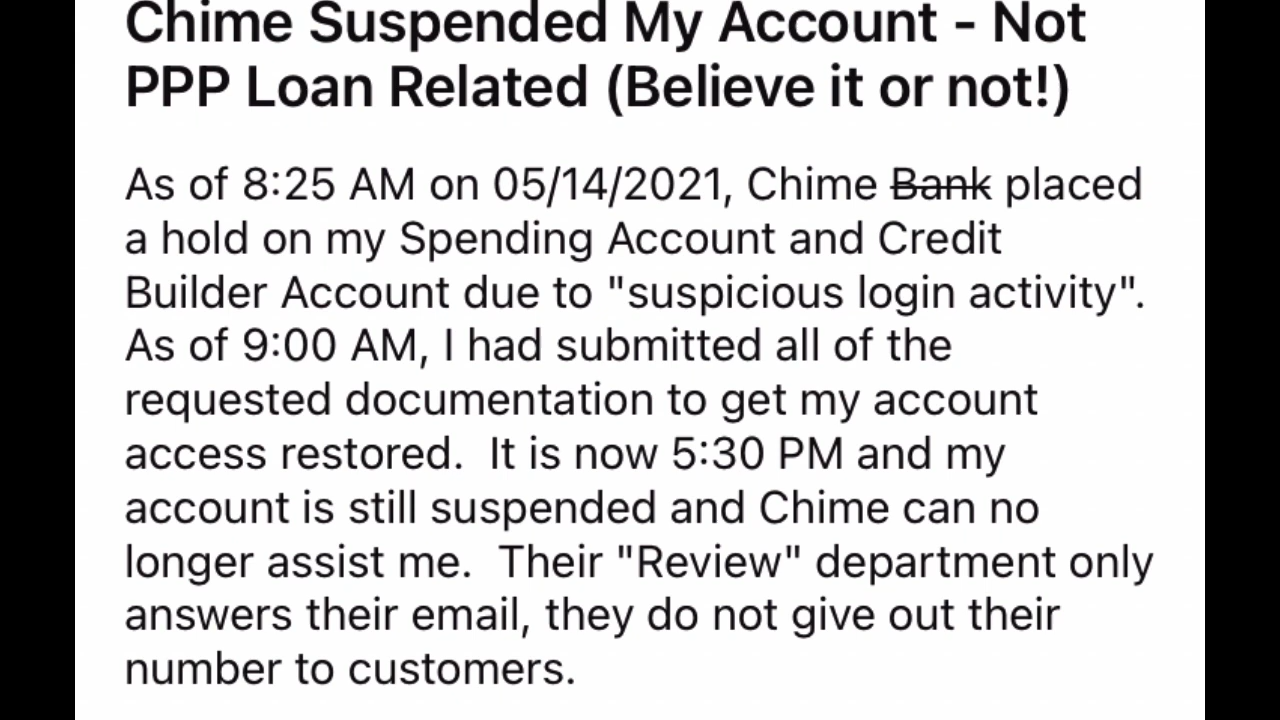 Chime Suspended My Account - Not
PPP Loan Related (Believe it or not!)
As of 8:25 AM on 05/14/2021, Chime Bank placed
a hold on my Spending Account and Credit
Builder Account due to "suspicious login activity".
As of 9:00 AM, I had submitted all of the
requested documentation to get my account
access restored.  It is now 5:30 PM and my
account is still suspended and Chime can no
longer assist me.  Their "Review" department only
answers their email, they do not give out their
number to customers.